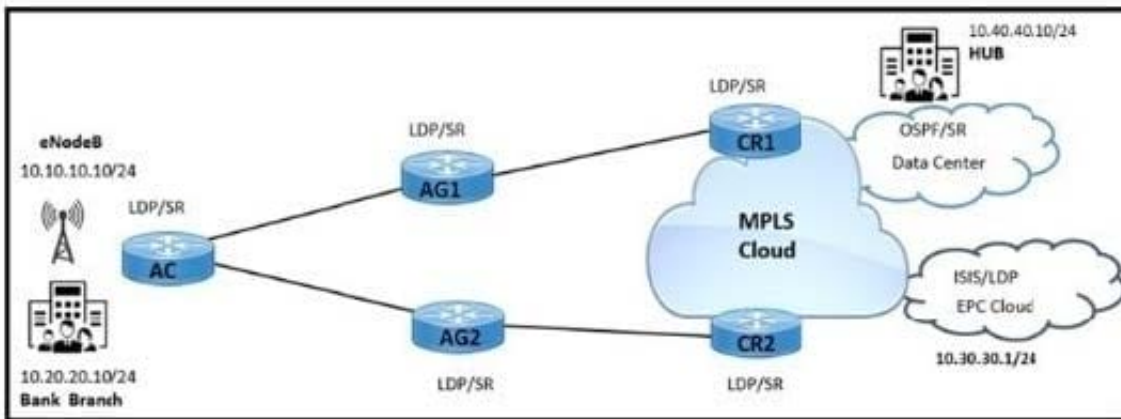 10.40.40.10/24
HUB
LDP/SR
CR1
OSPF/SR
Data Center
LDP/SR
AG1
eNodeB
10.10.10.10/24
LDP/SR
AC
MPLS
Cloud
ISIS/LDP
EPC Cloud
10.30.30.1/24
AG2
LDP/SR
CR2
LDP/SR
10.20.20.10/24
Bank Branch